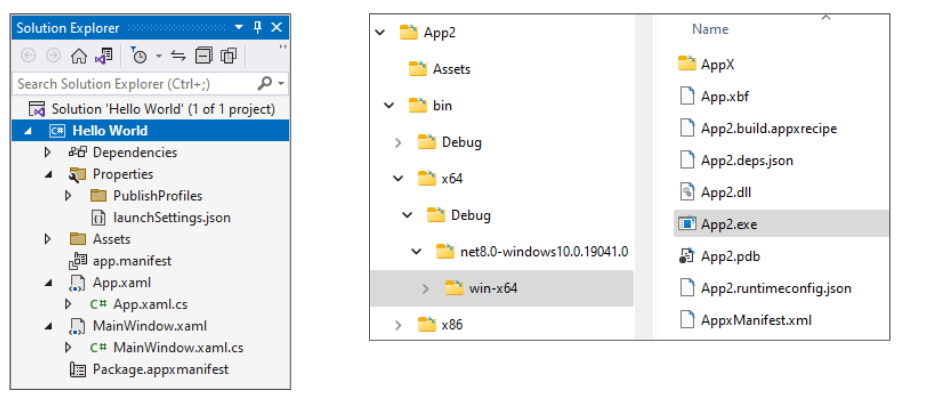 Solution Explorer
Search Solution Explorer (Ctrl+;)
Solution 'Hello World' (1 of 1 project)
C# Hello World
Dependencies
Properties
PublishProfiles
launchSettings.json
Assets
app.manifest
App.xaml
C# App.xaml.cs
MainWindow.xaml
C# MainWindow.xaml.cs
Package.appxmanifest
App2
Assets
bin
Debug
x64
Debug
net8.0-windows10.0.19041.0
win-x64
x86
Name
AppX
App.xbf
App2.build.appxrecipe
App2.deps.json
App2.dll
App2.exe
App2.pdb
App2.runtimeconfig.json
AppxManifest.xml